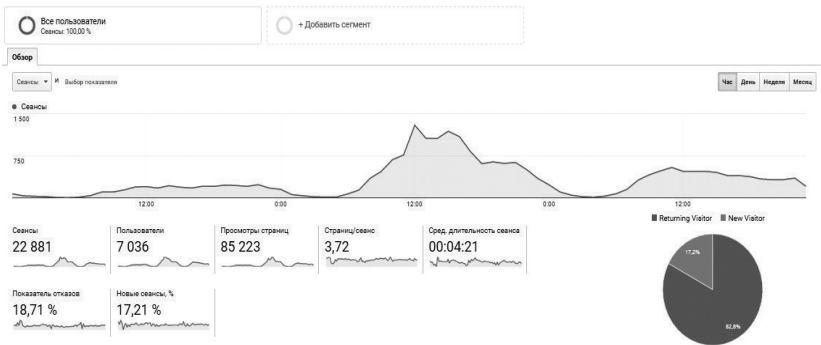 Все пользователи
Сеансы: 100,00 %
+ Добавить сегмент
Обзор
Сеансы И Выбор показателя
Час День Неделя Месяц
Сеансы
1 500
750
12:00 0:00 12:00 0:00 12:00
Returning Visitor New Visitor
Сеансы
22 881
Пользователи
7 036
Просмотры страниц
85 223
Страниц/сеанс
3,72
Сред. длительность сеанса
00:04:21
Показатель отказов
18,71 %
Новые сеансы, %
17,21 %
17,2%
82,8%